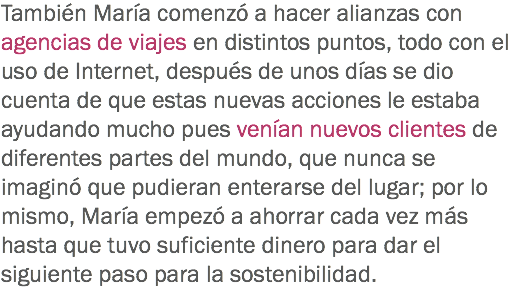 También María comenzó a hacer alianzas con
agencias de viajes en distintos puntos, todo con el
uso de Internet, después de unos días se dio
cuenta de que estas nuevas acciones le estaba
ayudando mucho pues venían nuevos clientes de
diferentes partes del mundo, que nunca se
imaginó que pudieran enterarse del lugar; por lo
mismo, María empezó a ahorrar cada vez más
hasta que tuvo suficiente dinero para dar el
siguiente paso para la sostenibilidad.